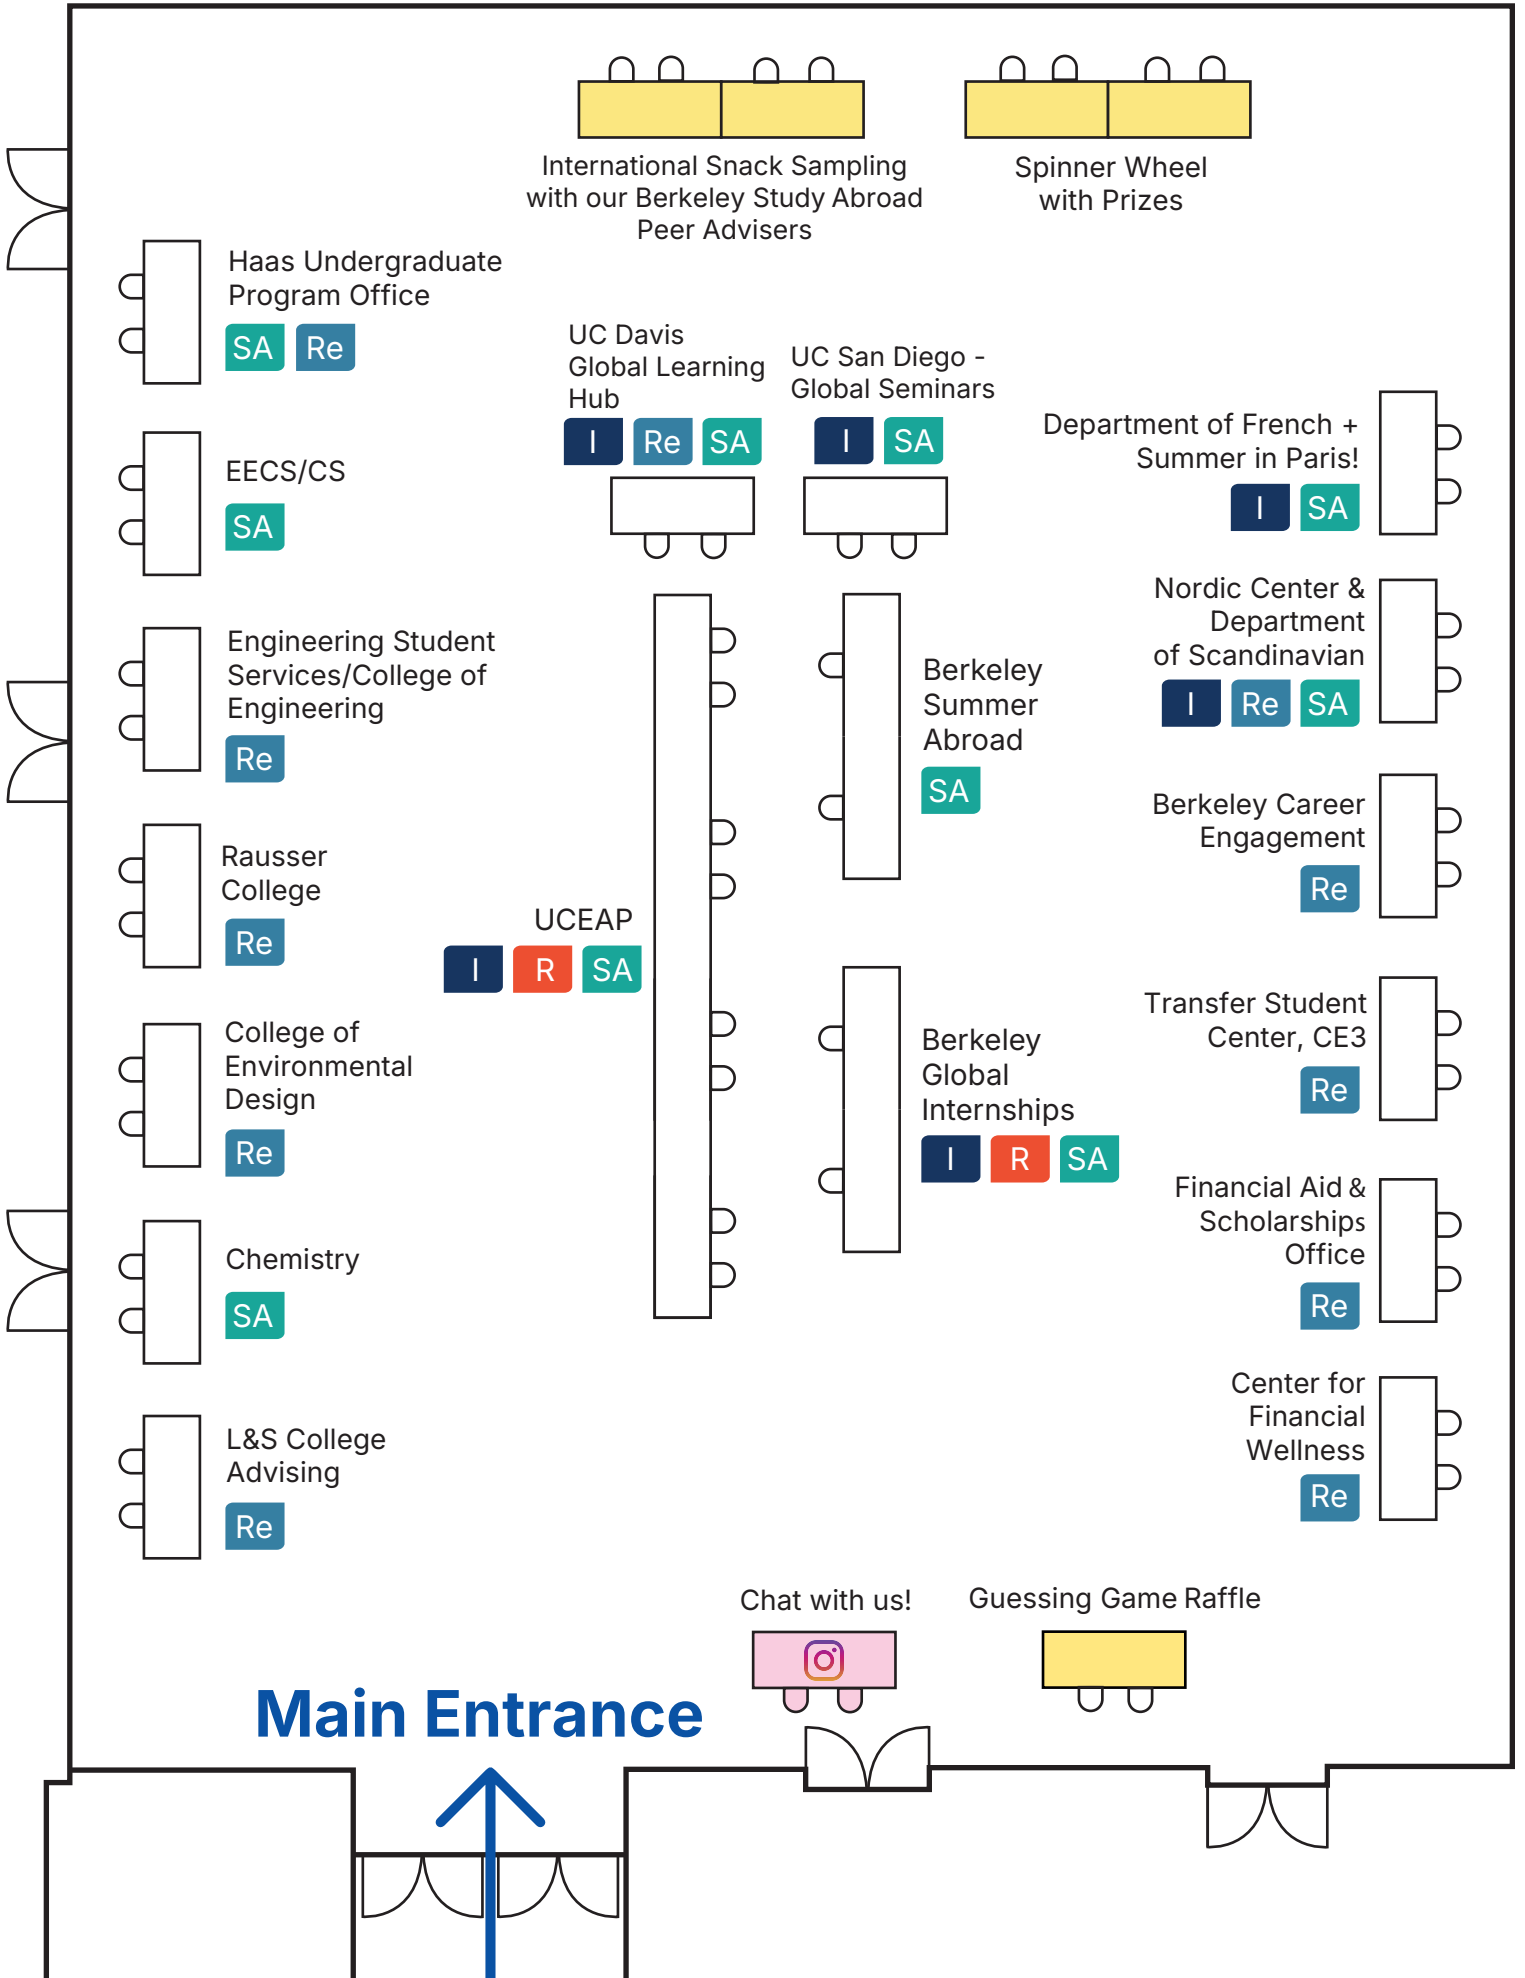 International Snack Sampling
with our Berkeley Study Abroad
Peer Advisers
Spinner Wheel
with Prizes
Haas Undergraduate
Program Office
SA Re
EECS/CS
SA
Engineering Student
Services/College of
Engineering
Re
Rausser
College
Re
College of
Environmental
Design
Re
Chemistry
SA
L&S College
Advising
Re
UC Davis
Global Learning
Hub
I Re SA
UC San Diego -
Global Seminars
I SA
UCEAP
I R SA
Berkeley
Summer
Abroad
SA
Berkeley
Global
Internships
I R SA
Department of French +
Summer in Paris!
I SA
Nordic Center &
Department
of Scandinavian
I Re SA
Berkeley Career
Engagement
Re
Transfer Student
Center, CE3
Re
Financial Aid &
Scholarships
Office
Re
Center for
Financial
Wellness
Re
Chat with us!
Guessing Game Raffle
Main Entrance